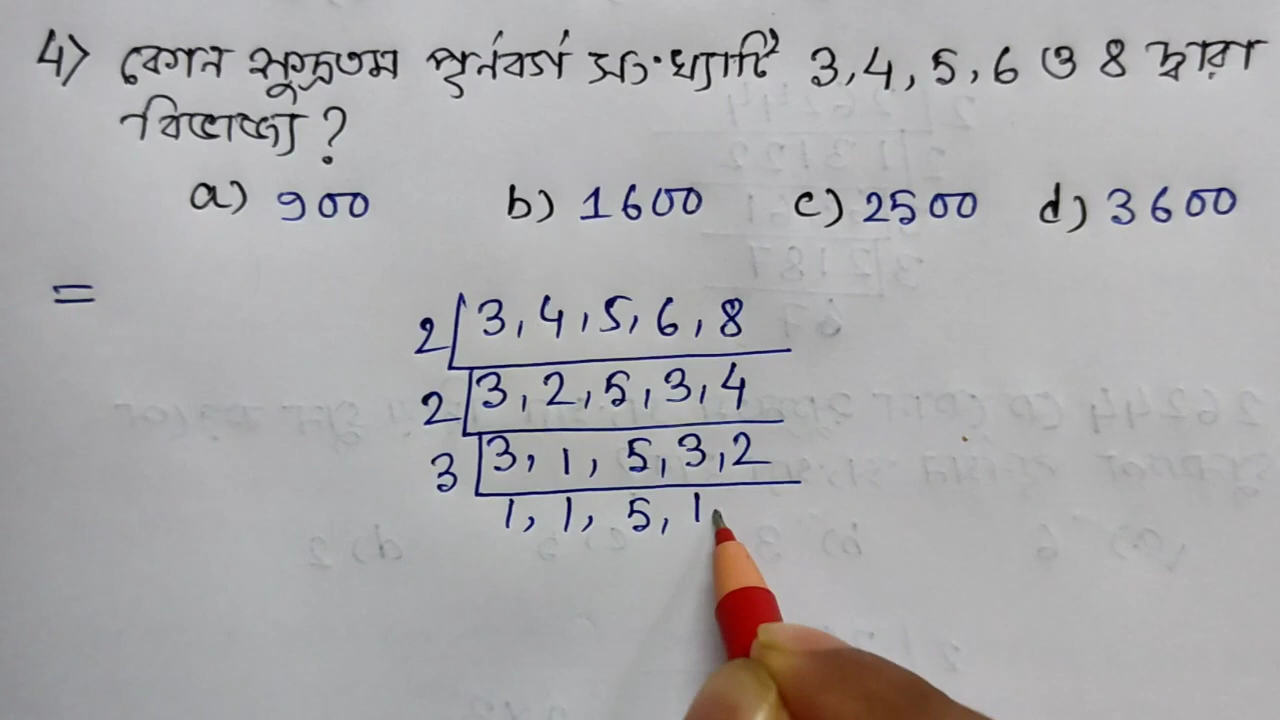 4) কোন ক্ষুদ্রতম পূর্নবর্গ সংখ্যাটি 3, 4, 5, 6 ও 8 দ্বারা
বিভাজ্য ?
a) 900 b) 1600 c) 2500 d) 3600
=
2 3, 4, 5, 6, 8
2 3, 2, 5, 3, 4
3 3, 1, 5, 3, 2
1, 1, 5, 1